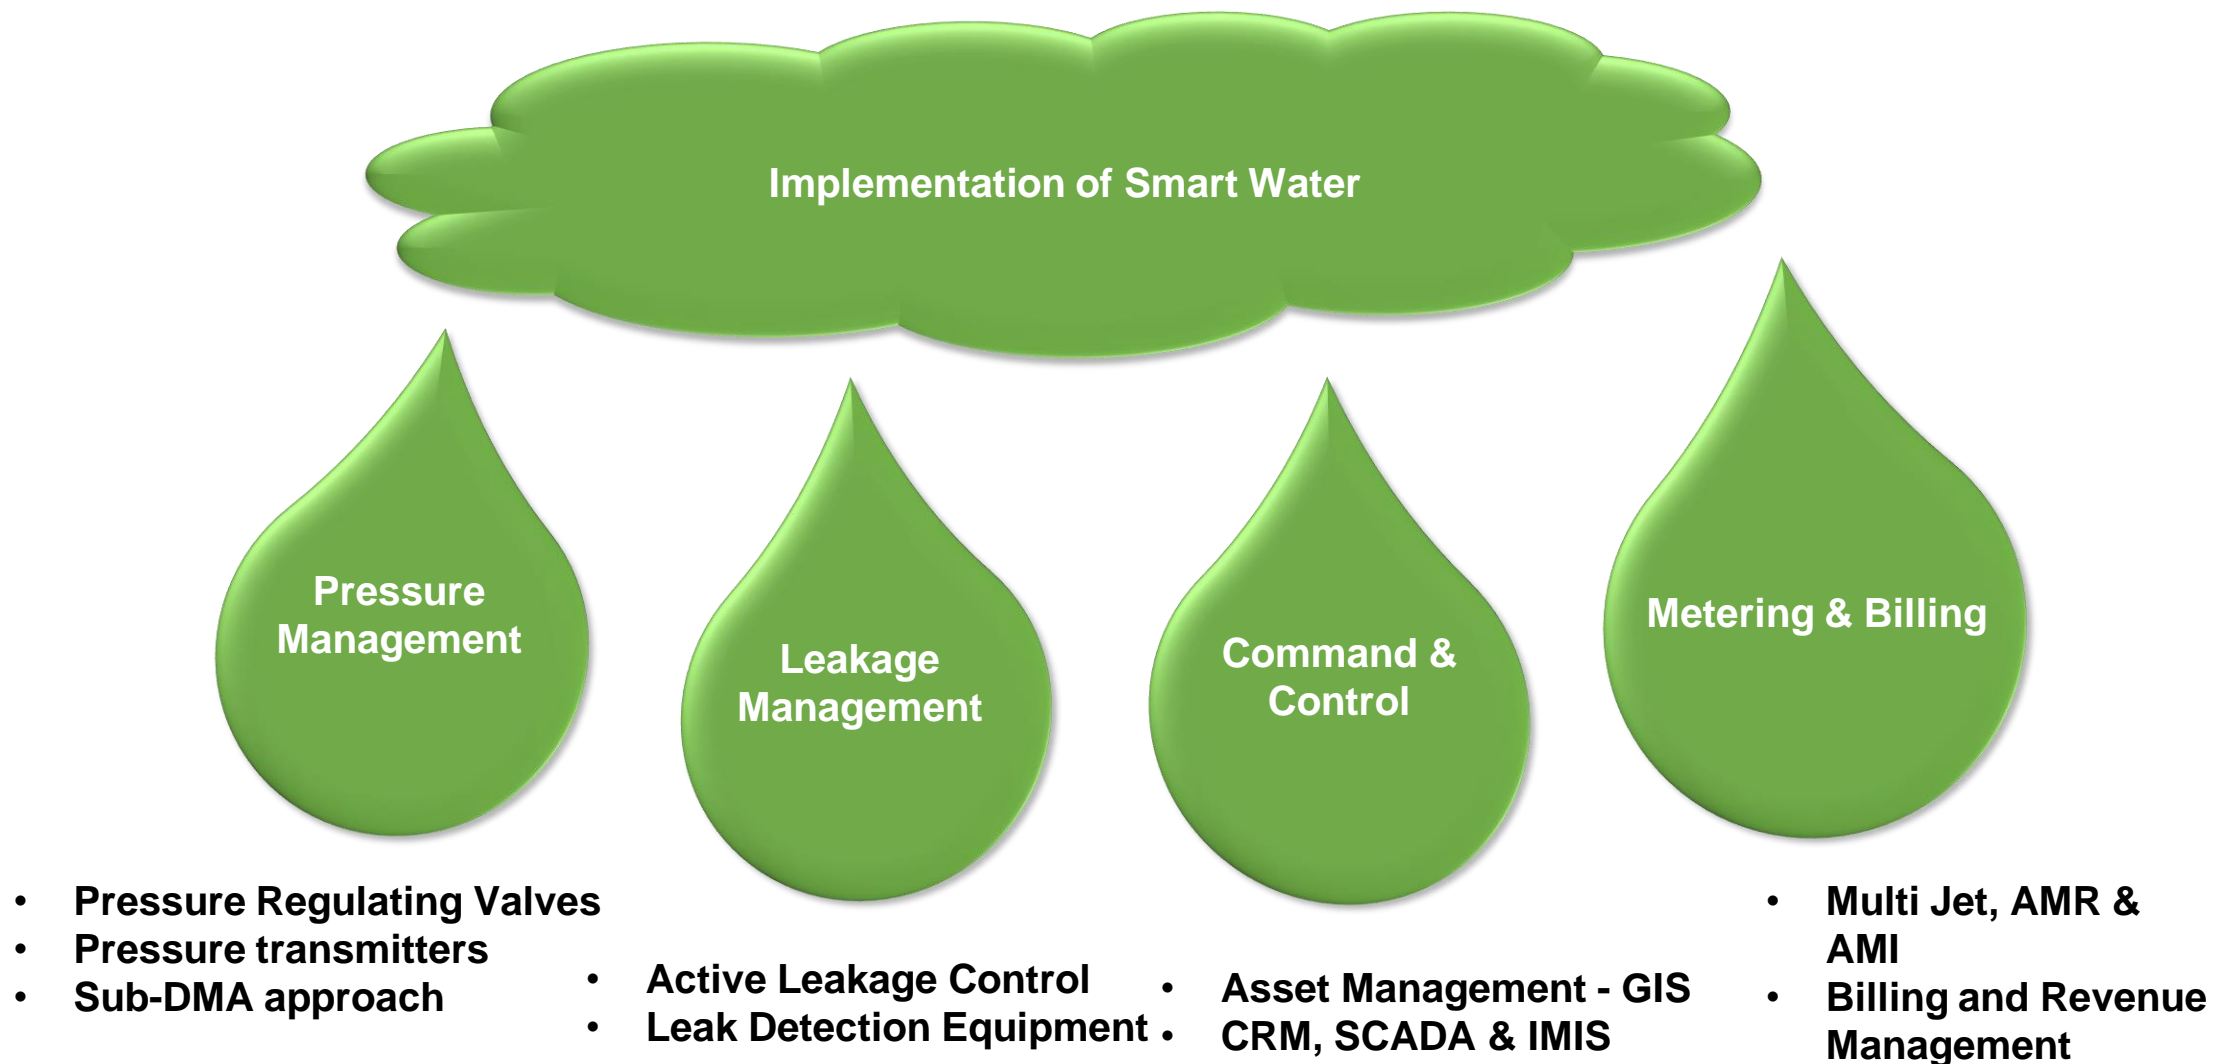 Implementation of Smart Water
Pressure
Management
Leakage
Management
Command &
Control
Metering & Billing
• Pressure Regulating Valves
• Pressure transmitters
• Sub-DMA approach
• Active Leakage Control
• Leak Detection Equipment
• Asset Management - GIS
• CRM, SCADA & IMIS
• Multi Jet, AMR &
AMI
• Billing and Revenue
Management